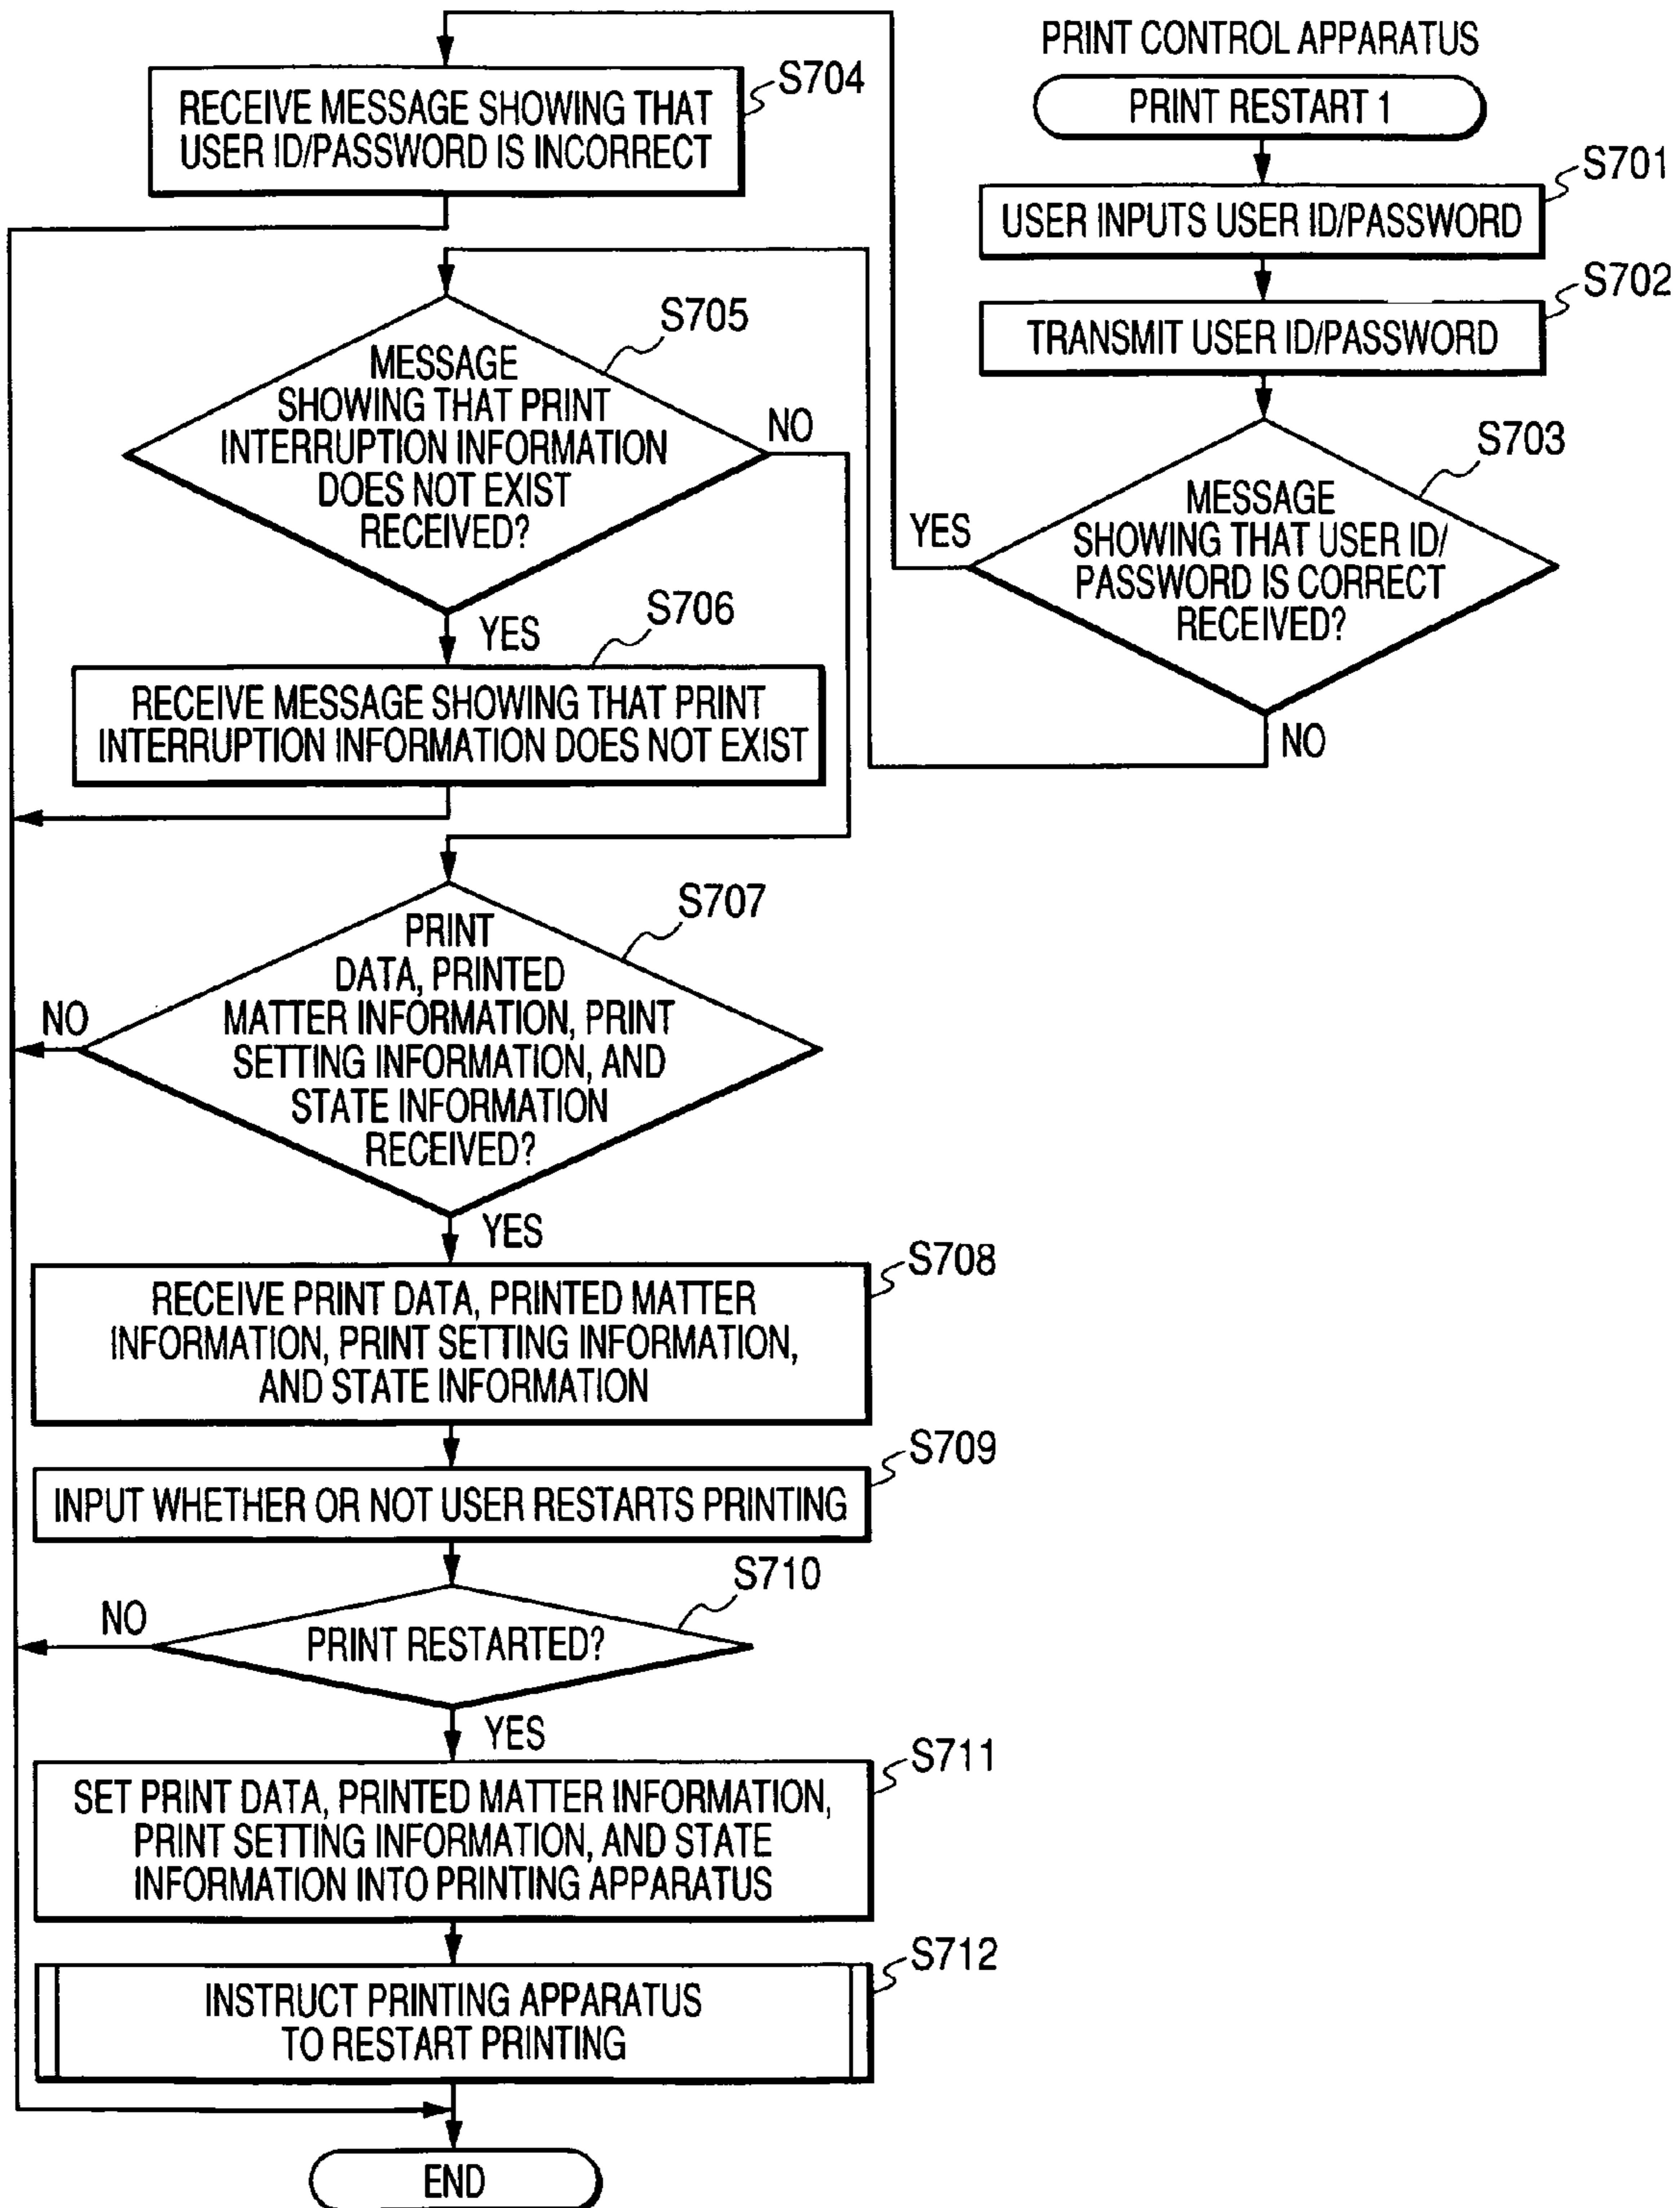 PRINT CONTROL APPARATUS
PRINT RESTART 1
S701
USER INPUTS USER ID/PASSWORD
S702
TRANSMIT USER ID/PASSWORD
S703
MESSAGE
SHOWING THAT USER ID/
PASSWORD IS CORRECT
RECEIVED?
YES
NO
S704
RECEIVE MESSAGE SHOWING THAT
USER ID/PASSWORD IS INCORRECT
S705
MESSAGE
SHOWING THAT PRINT
INTERRUPTION INFORMATION
DOES NOT EXIST
RECEIVED?
NO
YES
S706
RECEIVE MESSAGE SHOWING THAT PRINT
INTERRUPTION INFORMATION DOES NOT EXIST
S707
PRINT
DATA, PRINTED
MATTER INFORMATION, PRINT
SETTING INFORMATION, AND
STATE INFORMATION
RECEIVED?
NO
YES
S708
RECEIVE PRINT DATA, PRINTED MATTER
INFORMATION, PRINT SETTING INFORMATION,
AND STATE INFORMATION
S709
INPUT WHETHER OR NOT USER RESTARTS PRINTING
S710
PRINT RESTARTED?
NO
YES
S711
SET PRINT DATA, PRINTED MATTER INFORMATION,
PRINT SETTING INFORMATION, AND STATE
INFORMATION INTO PRINTING APPARATUS
S712
INSTRUCT PRINTING APPARATUS
TO RESTART PRINTING
END